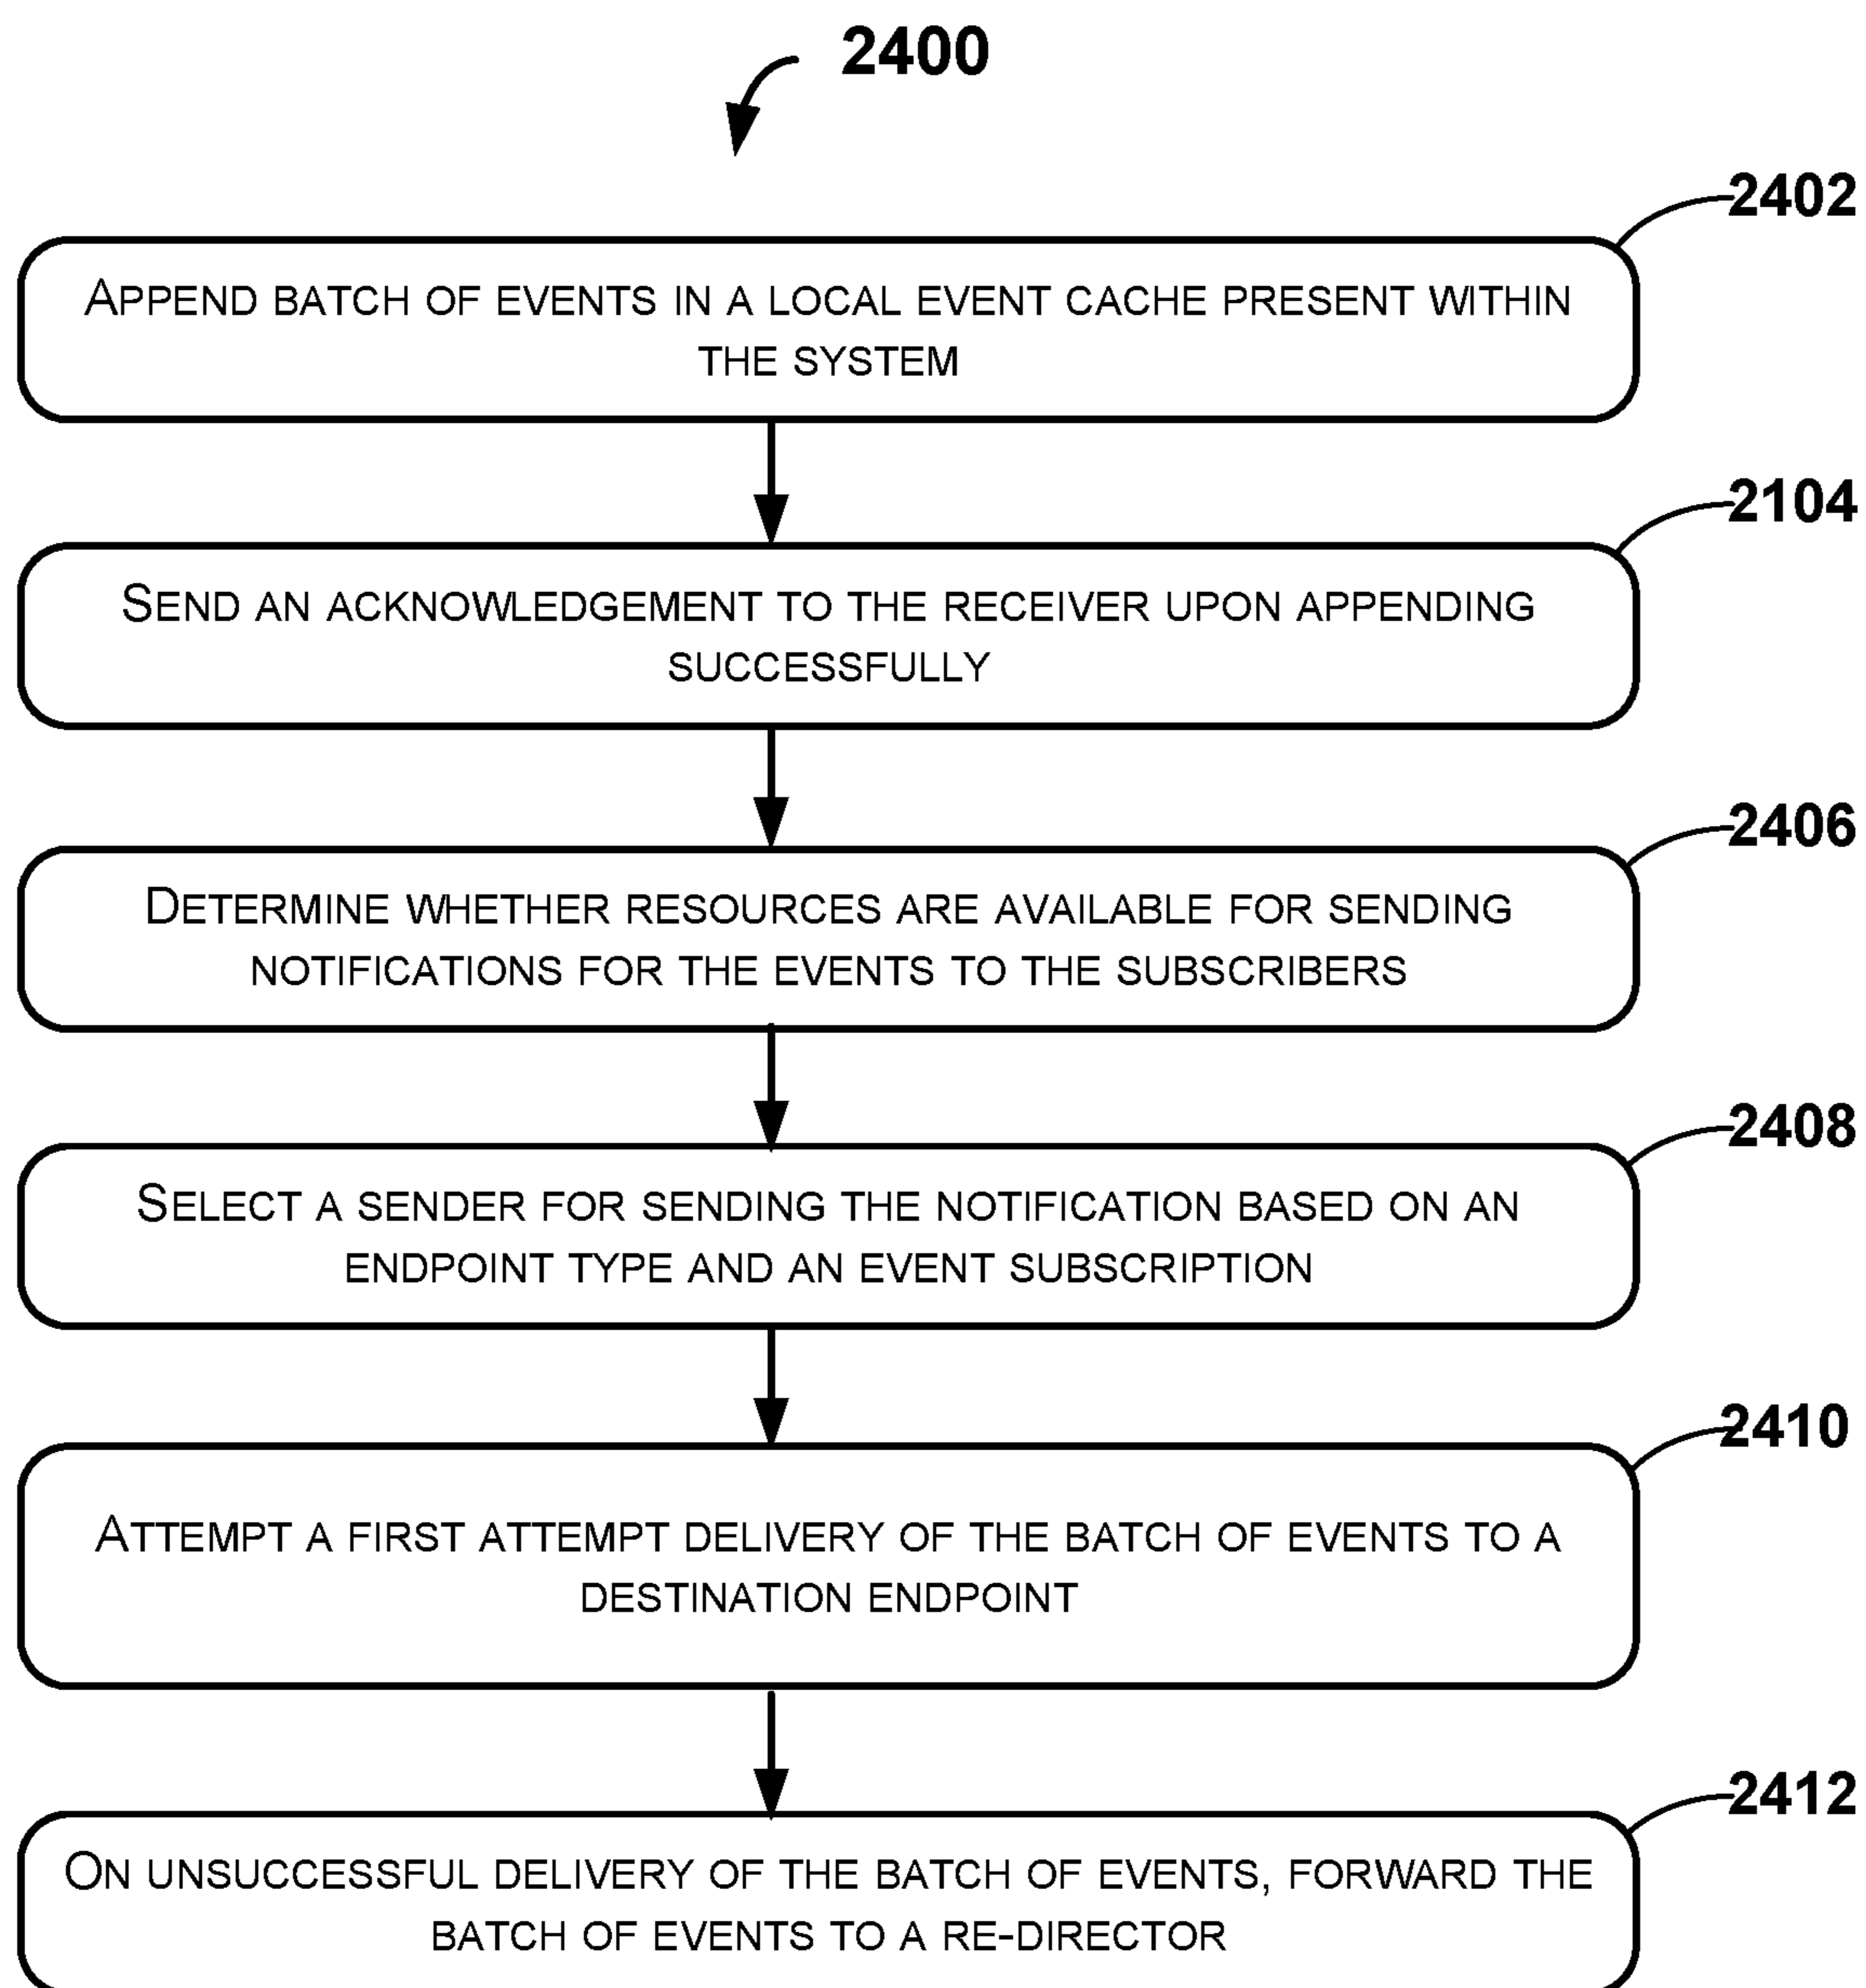 2400
2402
APPEND BATCH OF EVENTS IN A LOCAL EVENT CACHE PRESENT WITHIN
THE SYSTEM
2104
SEND AN ACKNOWLEDGEMENT TO THE RECEIVER UPON APPENDING
SUCCESSFULLY
2406
DETERMINE WHETHER RESOURCES ARE AVAILABLE FOR SENDING
NOTIFICATIONS FOR THE EVENTS TO THE SUBSCRIBERS
2408
SELECT A SENDER FOR SENDING THE NOTIFICATION BASED ON AN
ENDPOINT TYPE AND AN EVENT SUBSCRIPTION
2410
ATTEMPT A FIRST ATTEMPT DELIVERY OF THE BATCH OF EVENTS TO A
DESTINATION ENDPOINT
2412
ON UNSUCCESSFUL DELIVERY OF THE BATCH OF EVENTS, FORWARD THE
BATCH OF EVENTS TO A RE-DIRECTOR